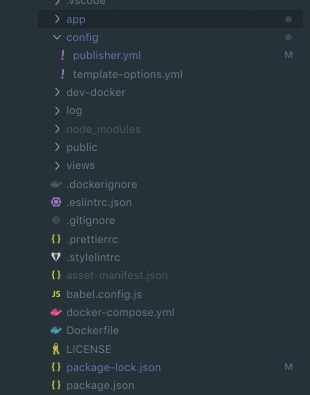 .vscode
app
config
! publisher.yml M
! template-options.yml
dev-docker
log
node_modules
public
views
.dockerignore
.eslintrc.json
.gitignore
{} .prettierrc
.stylelintrc
{} asset-manifest.json
JS babel.config.js
docker-compose.yml
Dockerfile
LICENSE
{} package-lock.json M
{} package.json